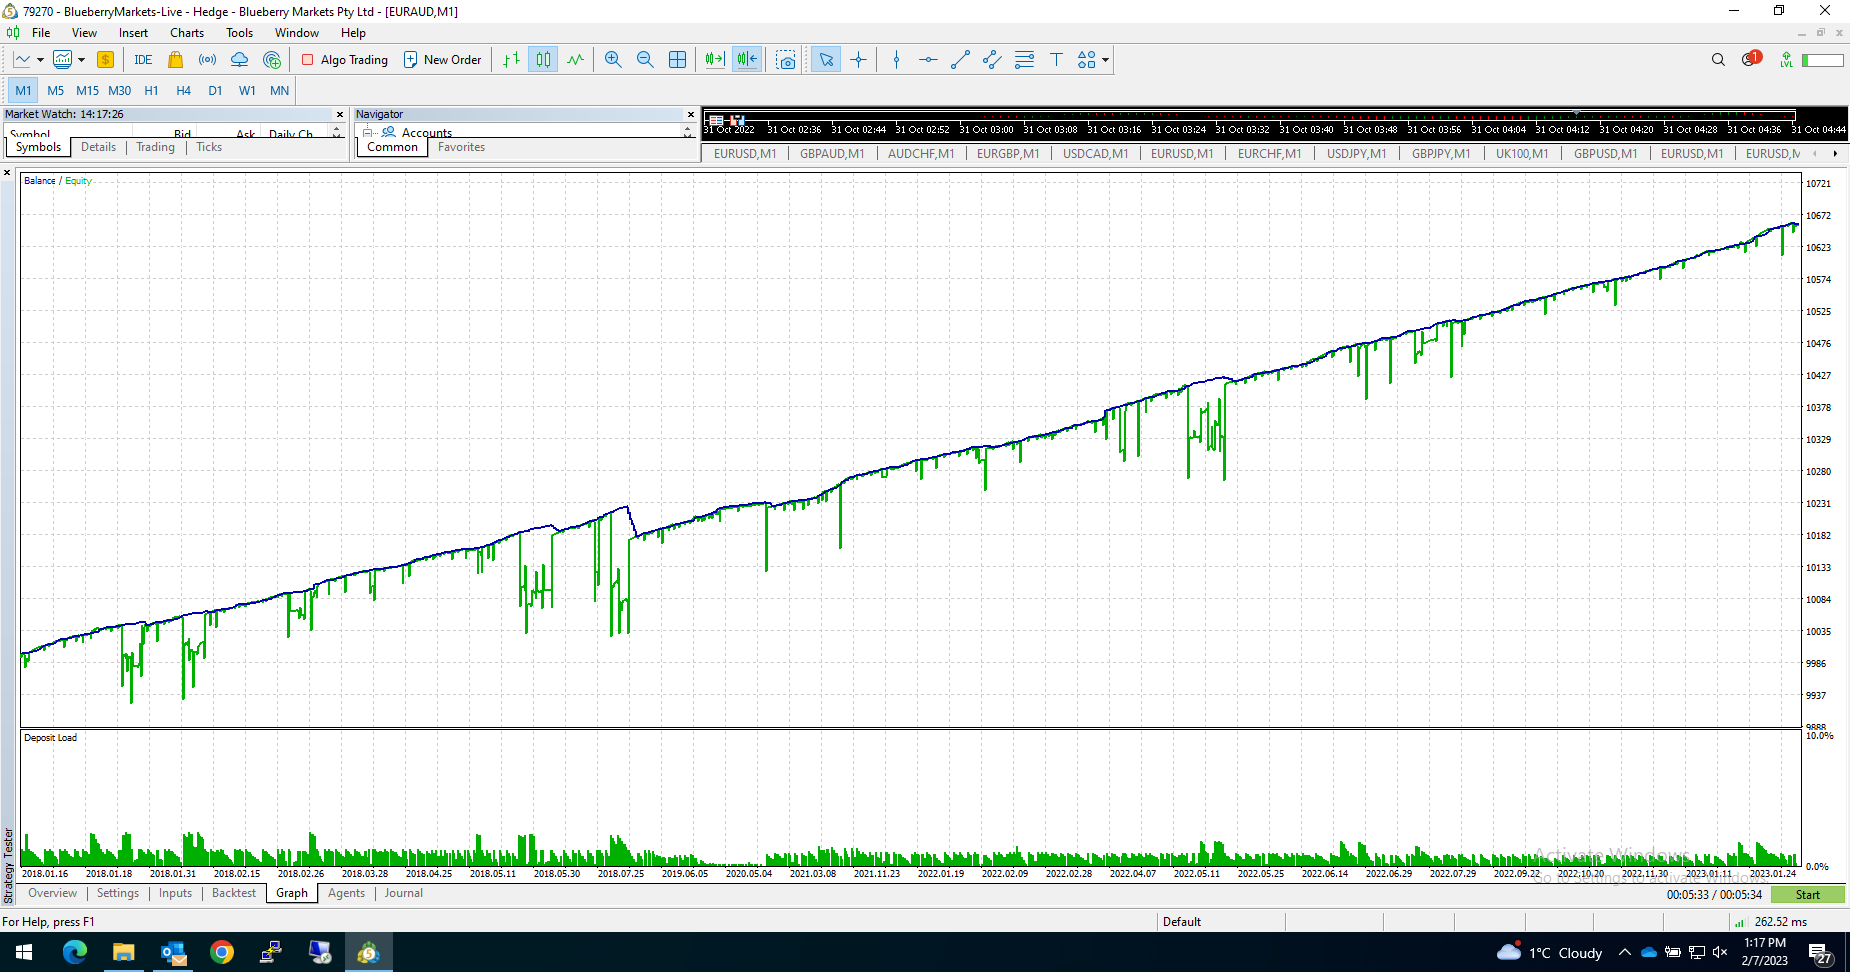 79270 - BlueberryMarkets-Live - Hedge - Blueberry Markets Pty Ltd - [EURAUD,M1]
File View Insert Charts Tools Window Help
$ IDE Algo Trading New Order T 1 LVL
M1 M5 M15 M30 H1 H4 D1 W1 MN
Market Watch: 14:17:26
Symbol Bid Ask Daily Ch...
Symbols Details Trading Ticks
Navigator
Accounts
Common Favorites
31 Oct 2022 31 Oct 02:36 31 Oct 02:44 31 Oct 02:52 31 Oct 03:00 31 Oct 03:08 31 Oct 03:16 31 Oct 03:24 31 Oct 03:32 31 Oct 03:40 31 Oct 03:48 31 Oct 03:56 31 Oct 04:04 31 Oct 04:12 31 Oct 04:20 31 Oct 04:28 31 Oct 04:36 31 Oct 04:44
EURUSD,M1 GBPAUD,M1 AUDCHF,M1 EURGBP,M1 USDCAD,M1 EURUSD,M1 EURCHF,M1 USDJPY,M1 GBPJPY,M1 UK100,M1 GBPUSD,M1 EURUSD,M1 EURUSD,M
Balance / Equity
10721
10672
10623
10574
10525
10476
10427
10378
10329
10280
10231
10182
10133
10084
10035
9986
9937
9888
Deposit Load
10.0%
0.0%
2018.01.16 2018.01.18 2018.01.31 2018.02.15 2018.02.26 2018.03.28 2018.04.25 2018.05.11 2018.05.30 2018.07.25 2019.06.05 2020.05.04 2021.03.08 2021.11.23 2022.01.19 2022.02.09 2022.02.28 2022.04.07 2022.05.11 2022.05.25 2022.06.14 2022.06.29 2022.07.29 2022.09.22 2022.10.20 2022.11.30 2023.01.11 2023.01.24
Activate Windows
Go to Settings to activate Windows.
Strategy Tester
Overview Settings Inputs Backtest Graph Agents Journal
00:05:33 / 00:05:34 Start
For Help, press F1
Default
262.52 ms
1°C Cloudy
1:17 PM
2/7/2023
27